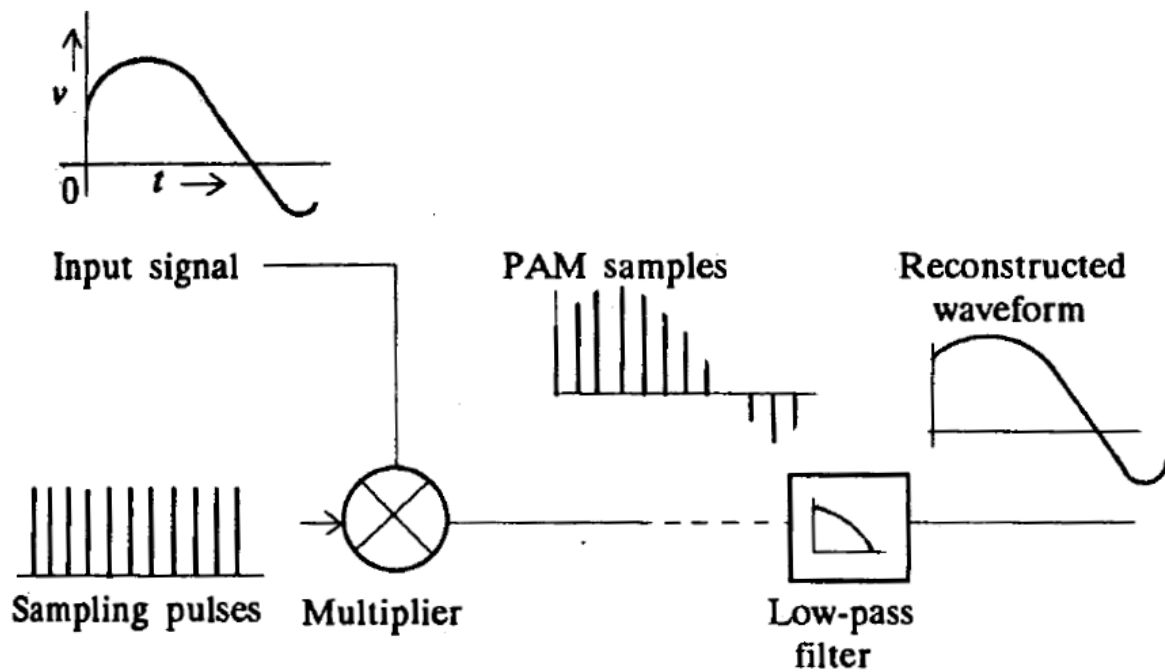 v
0
t
Input signal
PAM samples
Reconstructed
waveform
Sampling pulses
Multiplier
Low-pass
filter